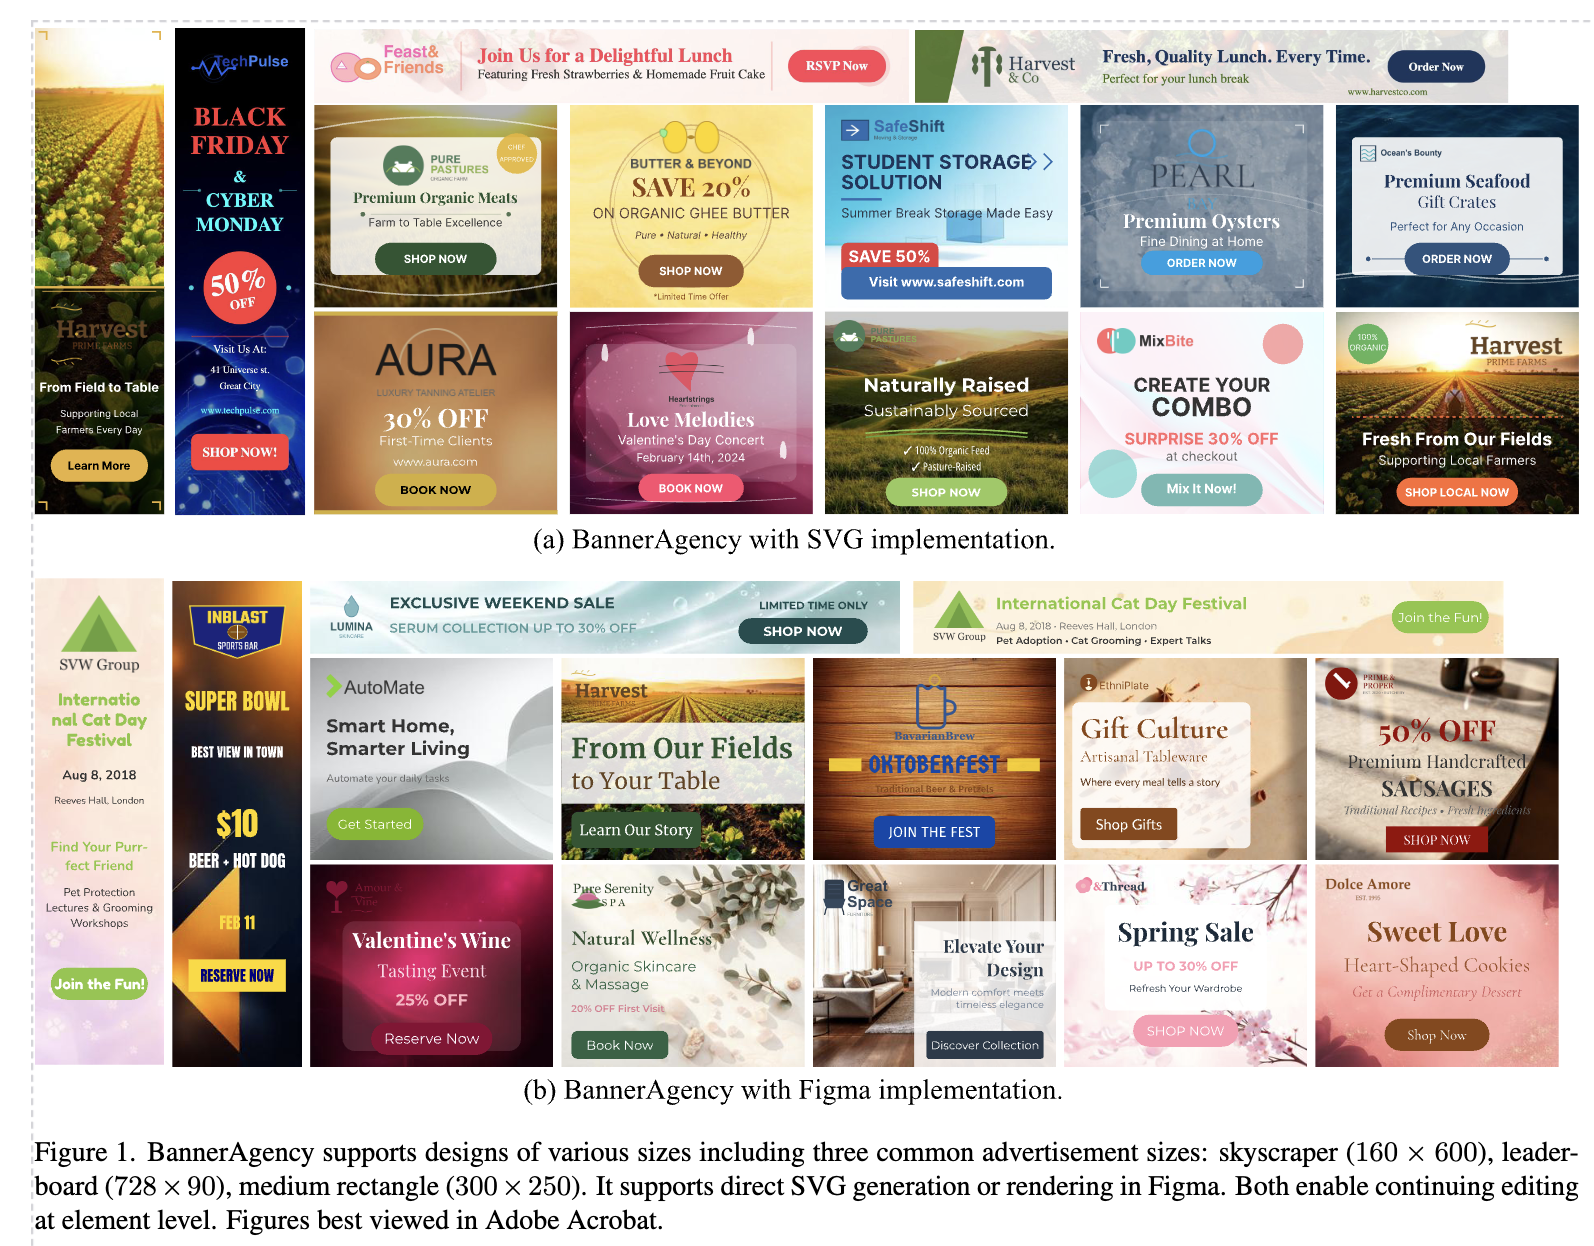 Harvest
PRIME FARMS
From Field to Table
Supporting Local
Farmers Every Day
Learn More
TechPulse
BLACK
FRIDAY
&
CYBER
MONDAY
50%
OFF
Visit Us At:
41 Universe st.
Great City
www.techpulse.com
SHOP NOW!
Feast&
Friends
Join Us for a Delightful Lunch
Featuring Fresh Strawberries & Homemade Fruit Cake
RSVP Now
Harvest
& Co
Fresh, Quality Lunch. Every Time.
Perfect for your lunch break
Order Now
www.harvestco.com
CHEF
APPROVED
PURE
PASTURES
ORGANIC FARM
Premium Organic Meats
Farm to Table Excellence
SHOP NOW
BUTTER & BEYOND
SAVE 20%
ON ORGANIC GHEE BUTTER
Pure • Natural • Healthy
SHOP NOW
*Limited Time Offer
SafeShift
Moving & Storage
STUDENT STORAGE
SOLUTION
Summer Break Storage Made Easy
SAVE 50%
Visit www.safeshift.com
PEARL
Premium Oysters
Fine Dining at Home
ORDER NOW
Ocean's Bounty
Premium Seafood
Gift Crates
Perfect for Any Occasion
ORDER NOW
AURA
LUXURY TANNING ATELIER
30% OFF
First-Time Clients
www.aura.com
BOOK NOW
Heartstrings
Love Melodies
Valentine's Day Concert
February 14th, 2024
BOOK NOW
PURE
PASTURES
Naturally Raised
Sustainably Sourced
✓ 100% Organic Feed
✓ Pasture-Raised
SHOP NOW
MixBite
CREATE YOUR
COMBO
SURPRISE 30% OFF
at checkout
Mix It Now!
100%
ORGANIC
Harvest
PRIME FARMS
Fresh From Our Fields
Supporting Local Farmers
SHOP LOCAL NOW
(a) BannerAgency with SVG implementation.
SVW Group
Internatio
nal Cat Day
Festival
Aug 8, 2018
Reeves Hall, London
Find Your Purr-
fect Friend
Pet Protection
Lectures & Grooming
Workshops
Join the Fun!
INBLAST
SPORTS BAR
SUPER BOWL
BEST VIEW IN TOWN
$10
BEER + HOT DOG
FEB 11
RESERVE NOW
LUMINA
SKINCARE
EXCLUSIVE WEEKEND SALE
SERUM COLLECTION UP TO 30% OFF
LIMITED TIME ONLY
SHOP NOW
SVW Group
International Cat Day Festival
Aug 8, 2018 • Reeves Hall, London
Pet Adoption • Cat Grooming • Expert Talks
Join the Fun!
AutoMate
Smart Home,
Smarter Living
Automate your daily tasks
Get Started
Harvest
PRIME FARMS
From Our Fields
to Your Table
Learn Our Story
BavarianBrew
OKTOBERFEST
Traditional Beer & Pretzels
JOIN THE FEST
EthniPlate
Gift Culture
Artisanal Tableware
Where every meal tells a story
Shop Gifts
PRIME &
PROPER
50% OFF
Premium Handcrafted
SAUSAGES
Traditional Recipes • Fresh Ingredients
SHOP NOW
Amour &
Vine
Valentine's Wine
Tasting Event
25% OFF
Reserve Now
Pure Serenity
SPA
Natural Wellness
Organic Skincare
& Massage
20% OFF First Visit
Book Now
Great
Space
FURNITURE
Elevate Your
Design
Modern comfort meets
timeless elegance
Discover Collection
&Thread
Spring Sale
UP TO 30% OFF
Refresh Your Wardrobe
SHOP NOW
Dolce Amore
EST. 1995
Sweet Love
Heart-Shaped Cookies
Get a Complimentary Dessert
Shop Now
(b) BannerAgency with Figma implementation.
Figure 1. BannerAgency supports designs of various sizes including three common advertisement sizes: skyscraper (160 × 600), leader-
board (728 × 90), medium rectangle (300 × 250). It supports direct SVG generation or rendering in Figma. Both enable continuing editing
at element level. Figures best viewed in Adobe Acrobat.